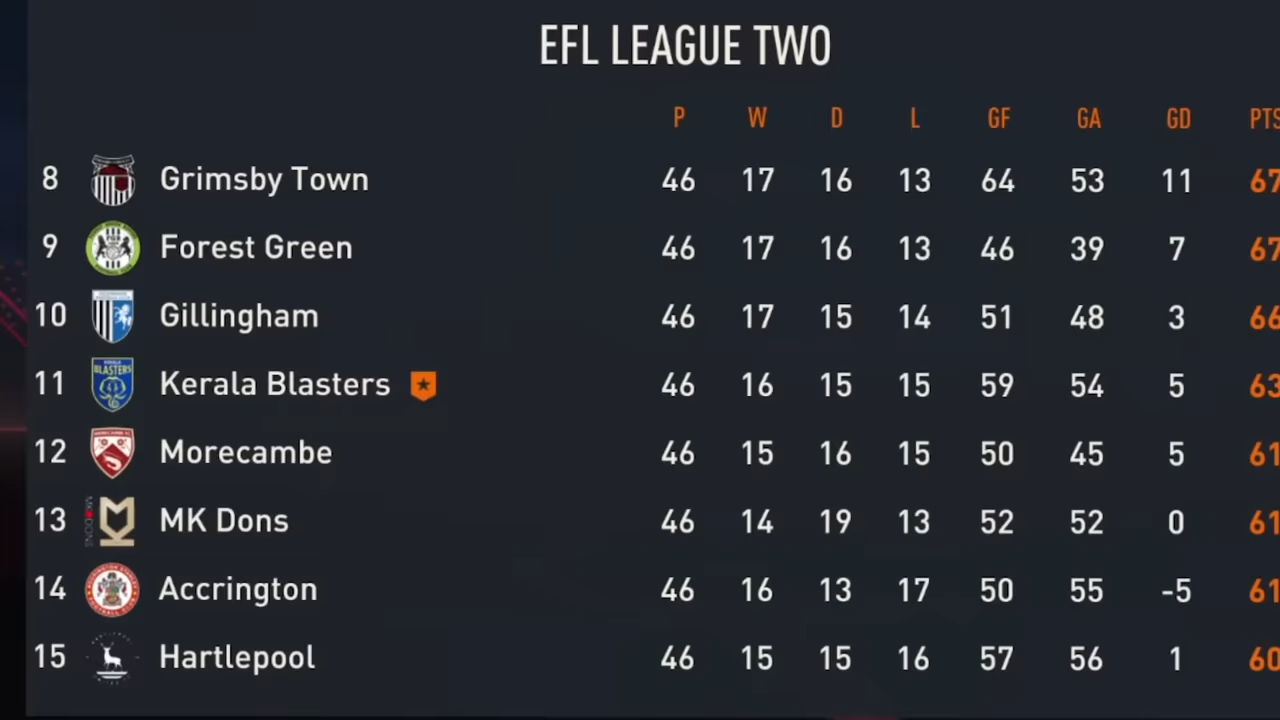 EFL LEAGUE TWO
P W D L GF GA GD PTS
8 Grimsby Town 46 17 16 13 64 53 11 67
9 Forest Green 46 17 16 13 46 39 7 67
10 Gillingham 46 17 15 14 51 48 3 66
11 KERALA BLASTERS Kerala Blasters 46 16 15 15 59 54 5 63
12 Morecambe 46 15 16 15 50 45 5 61
13 MK DONS MK Dons 46 14 19 13 52 52 0 61
14 Accrington 46 16 13 17 50 55 -5 61
15 Hartlepool 46 15 15 16 57 56 1 60